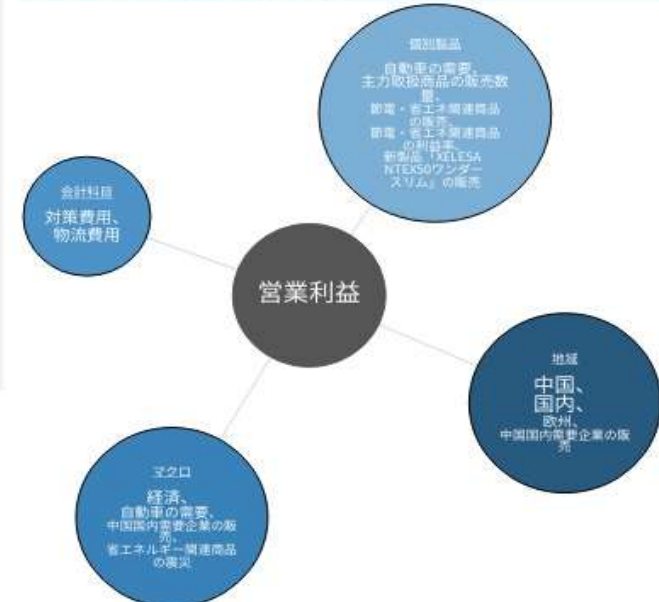 個別製品
自動車の需要、
主力取扱商品の販売数
量、
節電・省エネ関連商品
の販売、
節電・省エネ関連商品
の利益率、
新製品「XELESA
NTEX50ワンダー
スリム」の販売
会計科目
対策費用、
物流費用
営業利益
地域
中国、
国内、
欧州、
中国国内需要企業の販
売
マクロ
経済、
自動車の需要、
中国国内需要企業の販
売、
省エネルギー関連商品
の震災